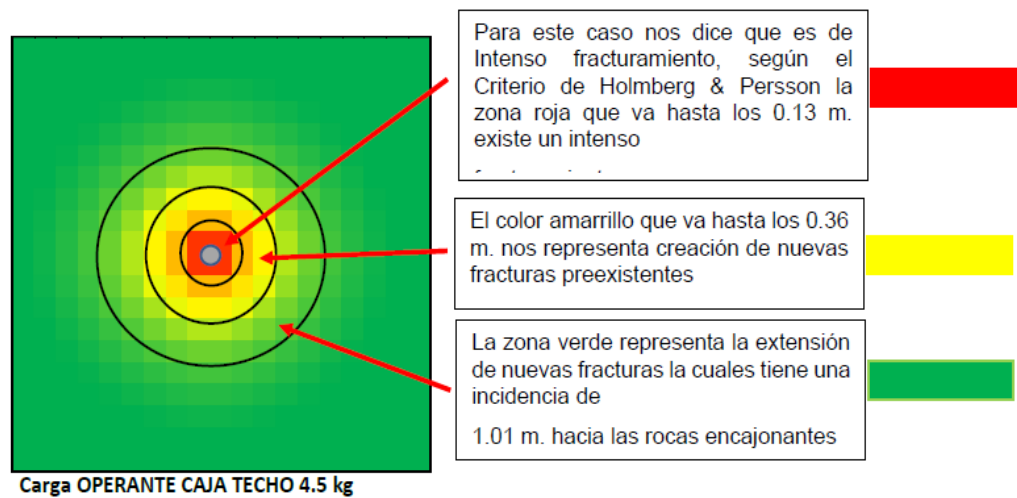 Para este caso nos dice que es de
Intenso fracturamiento, según el
Criterio de Holmberg & Persson la
zona roja que va hasta los 0.13 m.
existe un intenso
El color amarrillo que va hasta los 0.36
m. nos representa creación de nuevas
fracturas preexistentes
La zona verde representa la extensión
de nuevas fracturas la cuales tiene una
incidencia de
1.01 m. hacia las rocas encajonantes
Carga OPERANTE CAJA TECHO 4.5 kg